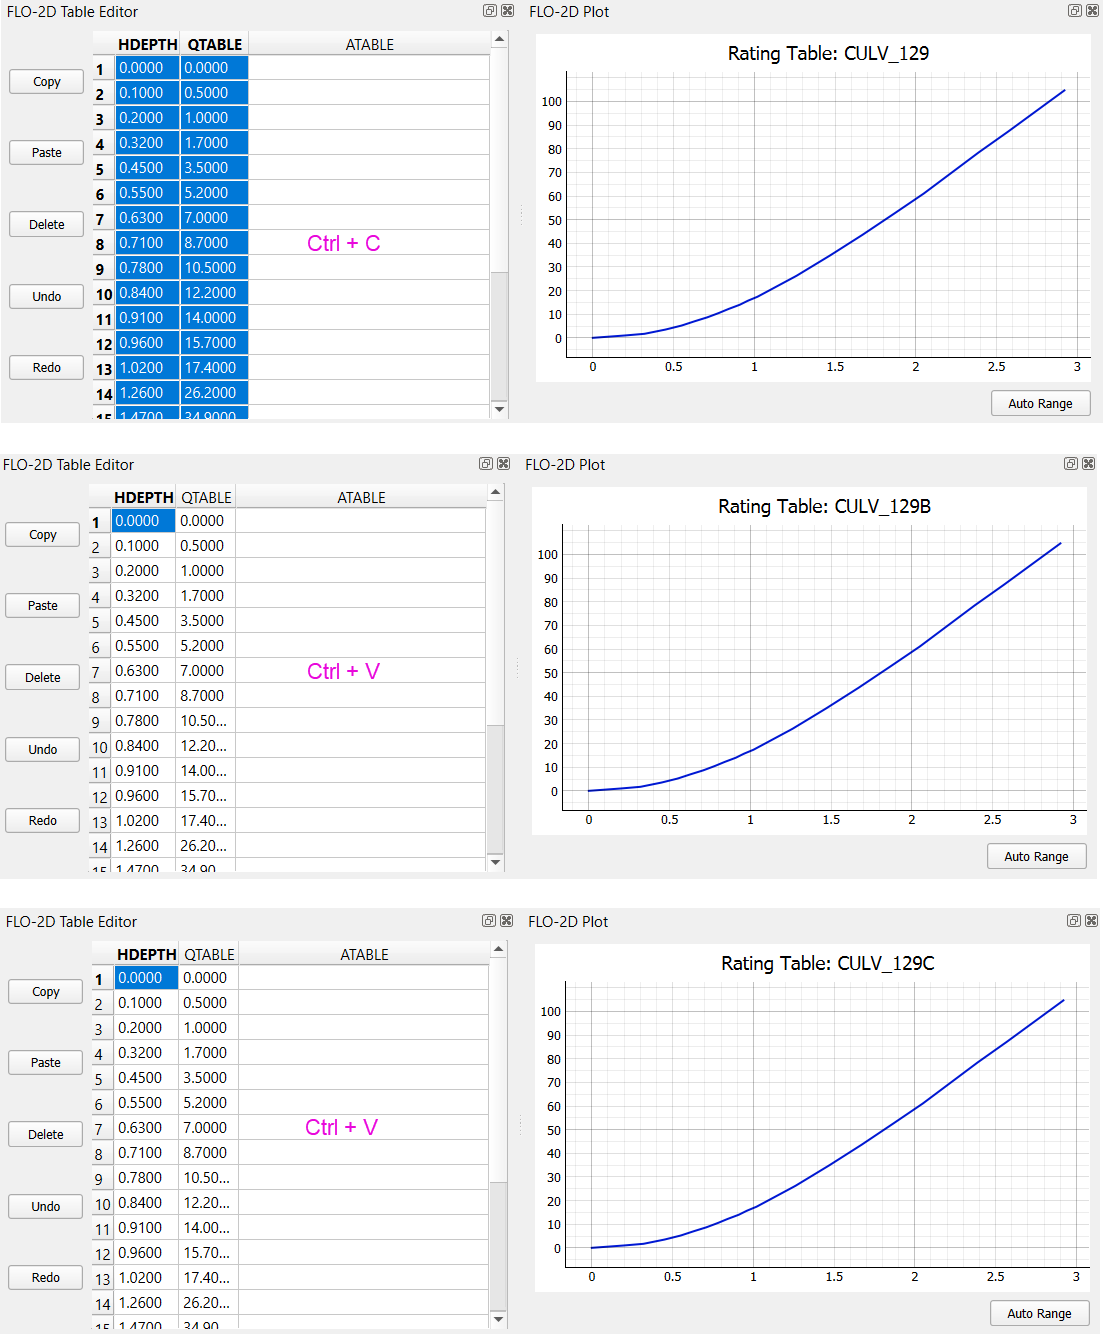 FLO-2D Table Editor
FLO-2D Plot
HDEPTH QTABLE ATABLE
1 0.0000 0.0000
2 0.1000 0.5000
3 0.2000 1.0000
4 0.3200 1.7000
5 0.4500 3.5000
6 0.5500 5.2000
7 0.6300 7.0000
8 0.7100 8.7000
9 0.7800 10.5000
10 0.8400 12.2000
11 0.9100 14.0000
12 0.9600 15.7000
13 1.0200 17.4000
14 1.2600 26.2000
15 1.4700 34.9000
Copy
Paste
Delete
Undo
Redo
Ctrl + C
Rating Table: CULV_129
100
90
80
70
60
50
40
30
20
10
0
0 0.5 1 1.5 2 2.5 3
Auto Range
FLO-2D Table Editor
FLO-2D Plot
HDEPTH QTABLE ATABLE
1 0.0000 0.0000
2 0.1000 0.5000
3 0.2000 1.0000
4 0.3200 1.7000
5 0.4500 3.5000
6 0.5500 5.2000
7 0.6300 7.0000
8 0.7100 8.7000
9 0.7800 10.50...
10 0.8400 12.20...
11 0.9100 14.00...
12 0.9600 15.70...
13 1.0200 17.40...
14 1.2600 26.20...
15 1.4700 34.90
Copy
Paste
Delete
Undo
Redo
Ctrl + V
Rating Table: CULV_129B
100
90
80
70
60
50
40
30
20
10
0
0 0.5 1 1.5 2 2.5 3
Auto Range
FLO-2D Table Editor
FLO-2D Plot
HDEPTH QTABLE ATABLE
1 0.0000 0.0000
2 0.1000 0.5000
3 0.2000 1.0000
4 0.3200 1.7000
5 0.4500 3.5000
6 0.5500 5.2000
7 0.6300 7.0000
8 0.7100 8.7000
9 0.7800 10.50...
10 0.8400 12.20...
11 0.9100 14.00...
12 0.9600 15.70...
13 1.0200 17.40...
14 1.2600 26.20...
15 1.4700 34.90
Copy
Paste
Delete
Undo
Redo
Ctrl + V
Rating Table: CULV_129C
100
90
80
70
60
50
40
30
20
10
0
0 0.5 1 1.5 2 2.5 3
Auto Range